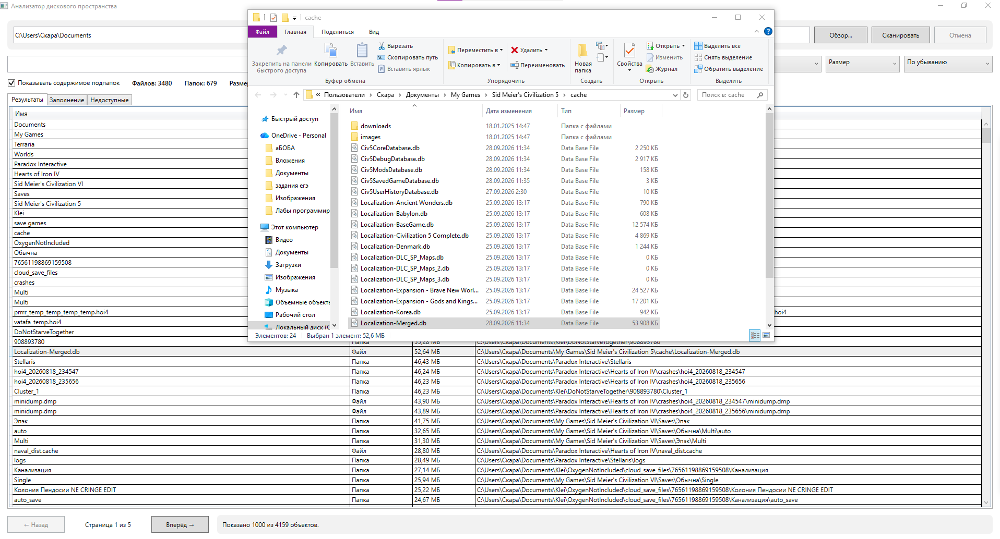 Анализатор дискового пространства
C:\Users\Скара\Documents
Обзор...
Сканировать
Отмена
Размер
По убыванию
Показывать содержимое подпапок
Файлов: 3480
Папок: 679
Результаты
Заполнение
Недоступные
Имя
Documents
My Games
Terraria
Worlds
Paradox Interactive
Hearts of Iron IV
Sid Meier's Civilization VI
Saves
Sid Meier's Civilization 5
Klei
save games
cache
OxygenNotIncluded
Обычна
76561198869159508
cloud_save_files
crashes
Multi
Multi
prrrr_temp_temp_temp_temp.hoi4
hoi4
vatafa_temp.hoi4
DoNotStarveTogether
908893780 Папка 55,28 МБ C:\Users\Скара\Documents\Klei\DoNotStarveTogether\908893780
Localization-Merged.db Файл 52,64 МБ C:\Users\Скара\Documents\My Games\Sid Meier's Civilization 5\cache\Localization-Merged.db
Stellaris Папка 46,43 МБ C:\Users\Скара\Documents\Paradox Interactive\Stellaris
hoi4_20260818_234547 Папка 46,24 МБ C:\Users\Скара\Documents\Paradox Interactive\Hearts of Iron IV\crashes\hoi4_20260818_234547
hoi4_20260818_235656 Папка 46,23 МБ C:\Users\Скара\Documents\Paradox Interactive\Hearts of Iron IV\crashes\hoi4_20260818_235656
Cluster_1 Папка 46,23 МБ C:\Users\Скара\Documents\Klei\DoNotStarveTogether\908893780\Cluster_1
minidump.dmp Файл 43,90 МБ C:\Users\Скара\Documents\Paradox Interactive\Hearts of Iron IV\crashes\hoi4_20260818_234547\minidump.dmp
minidump.dmp Файл 43,89 МБ C:\Users\Скара\Documents\Paradox Interactive\Hearts of Iron IV\crashes\hoi4_20260818_235656\minidump.dmp
Эпэк Папка 41,75 МБ C:\Users\Скара\Documents\My Games\Sid Meier's Civilization VI\Saves\Эпэк
auto Папка 32,65 МБ C:\Users\Скара\Documents\My Games\Sid Meier's Civilization VI\Saves\Обычна\Multi\auto
Multi Папка 31,30 МБ C:\Users\Скара\Documents\My Games\Sid Meier's Civilization VI\Saves\Эпэк\Multi
naval_dist.cache Файл 28,80 МБ C:\Users\Скара\Documents\Paradox Interactive\Hearts of Iron IV\naval_dist.cache
logs Папка 28,49 МБ C:\Users\Скара\Documents\Paradox Interactive\Stellaris\logs
Канализация Папка 27,14 МБ C:\Users\Скара\Documents\Klei\OxygenNotIncluded\cloud_save_files\76561198869159508\Канализация
Single Папка 25,94 МБ C:\Users\Скара\Documents\My Games\Sid Meier's Civilization VI\Saves\Обычна\Single
Колония Пендосии NE CRINGE EDIT Папка 25,22 МБ C:\Users\Скара\Documents\Klei\OxygenNotIncluded\cloud_save_files\76561198869159508\Колония Пендосии NE CRINGE EDIT
auto_save Папка 24,67 МБ C:\Users\Скара\Documents\Klei\OxygenNotIncluded\cloud_save_files\76561198869159508\Канализация\auto_save
← Назад
Страница 1 из 5
Вперёд →
Показано 1000 из 4159 объектов.
cache
Файл
Главная
Поделиться
Вид
Закрепить на панели
быстрого доступа
Копировать
Вставить
Вырезать
Скопировать путь
Вставить ярлык
Буфер обмена
Переместить в
Копировать в
Удалить
Переименовать
Упорядочить
Новая
папка
Создать
Свойства
Открыть
Изменить
Журнал
Открыть
Выделить все
Снять выделение
Обратить выделение
Выделить
« Пользователи › Скара › Документы › My Games › Sid Meier's Civilization 5 › cache
Поиск в: cache
Быстрый доступ
OneDrive - Personal
аБОБА
Вложения
Документы
задания егэ
Изображения
Лабы программир
Этот компьютер
Видео
Документы
Загрузки
Изображения
Музыка
Объемные объекты
Рабочий стол
Локальный диск (C
Имя Дата изменения Тип Размер
downloads 18.01.2025 14:47 Папка с файлами
images 18.01.2025 14:47 Папка с файлами
Civ5CoreDatabase.db 28.09.2026 11:34 Data Base File 2 250 КБ
Civ5DebugDatabase.db 28.09.2026 11:34 Data Base File 2 917 КБ
Civ5ModsDatabase.db 28.09.2026 11:34 Data Base File 158 КБ
Civ5SavedGameDatabase.db 28.09.2026 11:35 Data Base File 3 КБ
Civ5UserHistoryDatabase.db 27.09.2026 2:30 Data Base File 10 КБ
Localization-Ancient Wonders.db 25.09.2026 13:17 Data Base File 790 КБ
Localization-Babylon.db 25.09.2026 13:17 Data Base File 608 КБ
Localization-BaseGame.db 25.09.2026 13:17 Data Base File 12 574 КБ
Localization-Civilization 5 Complete.db 25.09.2026 13:17 Data Base File 4 869 КБ
Localization-Denmark.db 25.09.2026 13:17 Data Base File 1 244 КБ
Localization-DLC_SP_Maps.db 25.09.2026 13:17 Data Base File 0 КБ
Localization-DLC_SP_Maps_2.db 25.09.2026 13:17 Data Base File 0 КБ
Localization-DLC_SP_Maps_3.db 25.09.2026 13:17 Data Base File 0 КБ
Localization-Expansion - Brave New Worl... 25.09.2026 13:17 Data Base File 24 527 КБ
Localization-Expansion - Gods and Kings... 25.09.2026 13:17 Data Base File 17 201 КБ
Localization-Korea.db 25.09.2026 13:17 Data Base File 942 КБ
Localization-Merged.db 28.09.2026 11:34 Data Base File 53 908 КБ
Элементов: 24
Выбран 1 элемент: 52,6 МБ